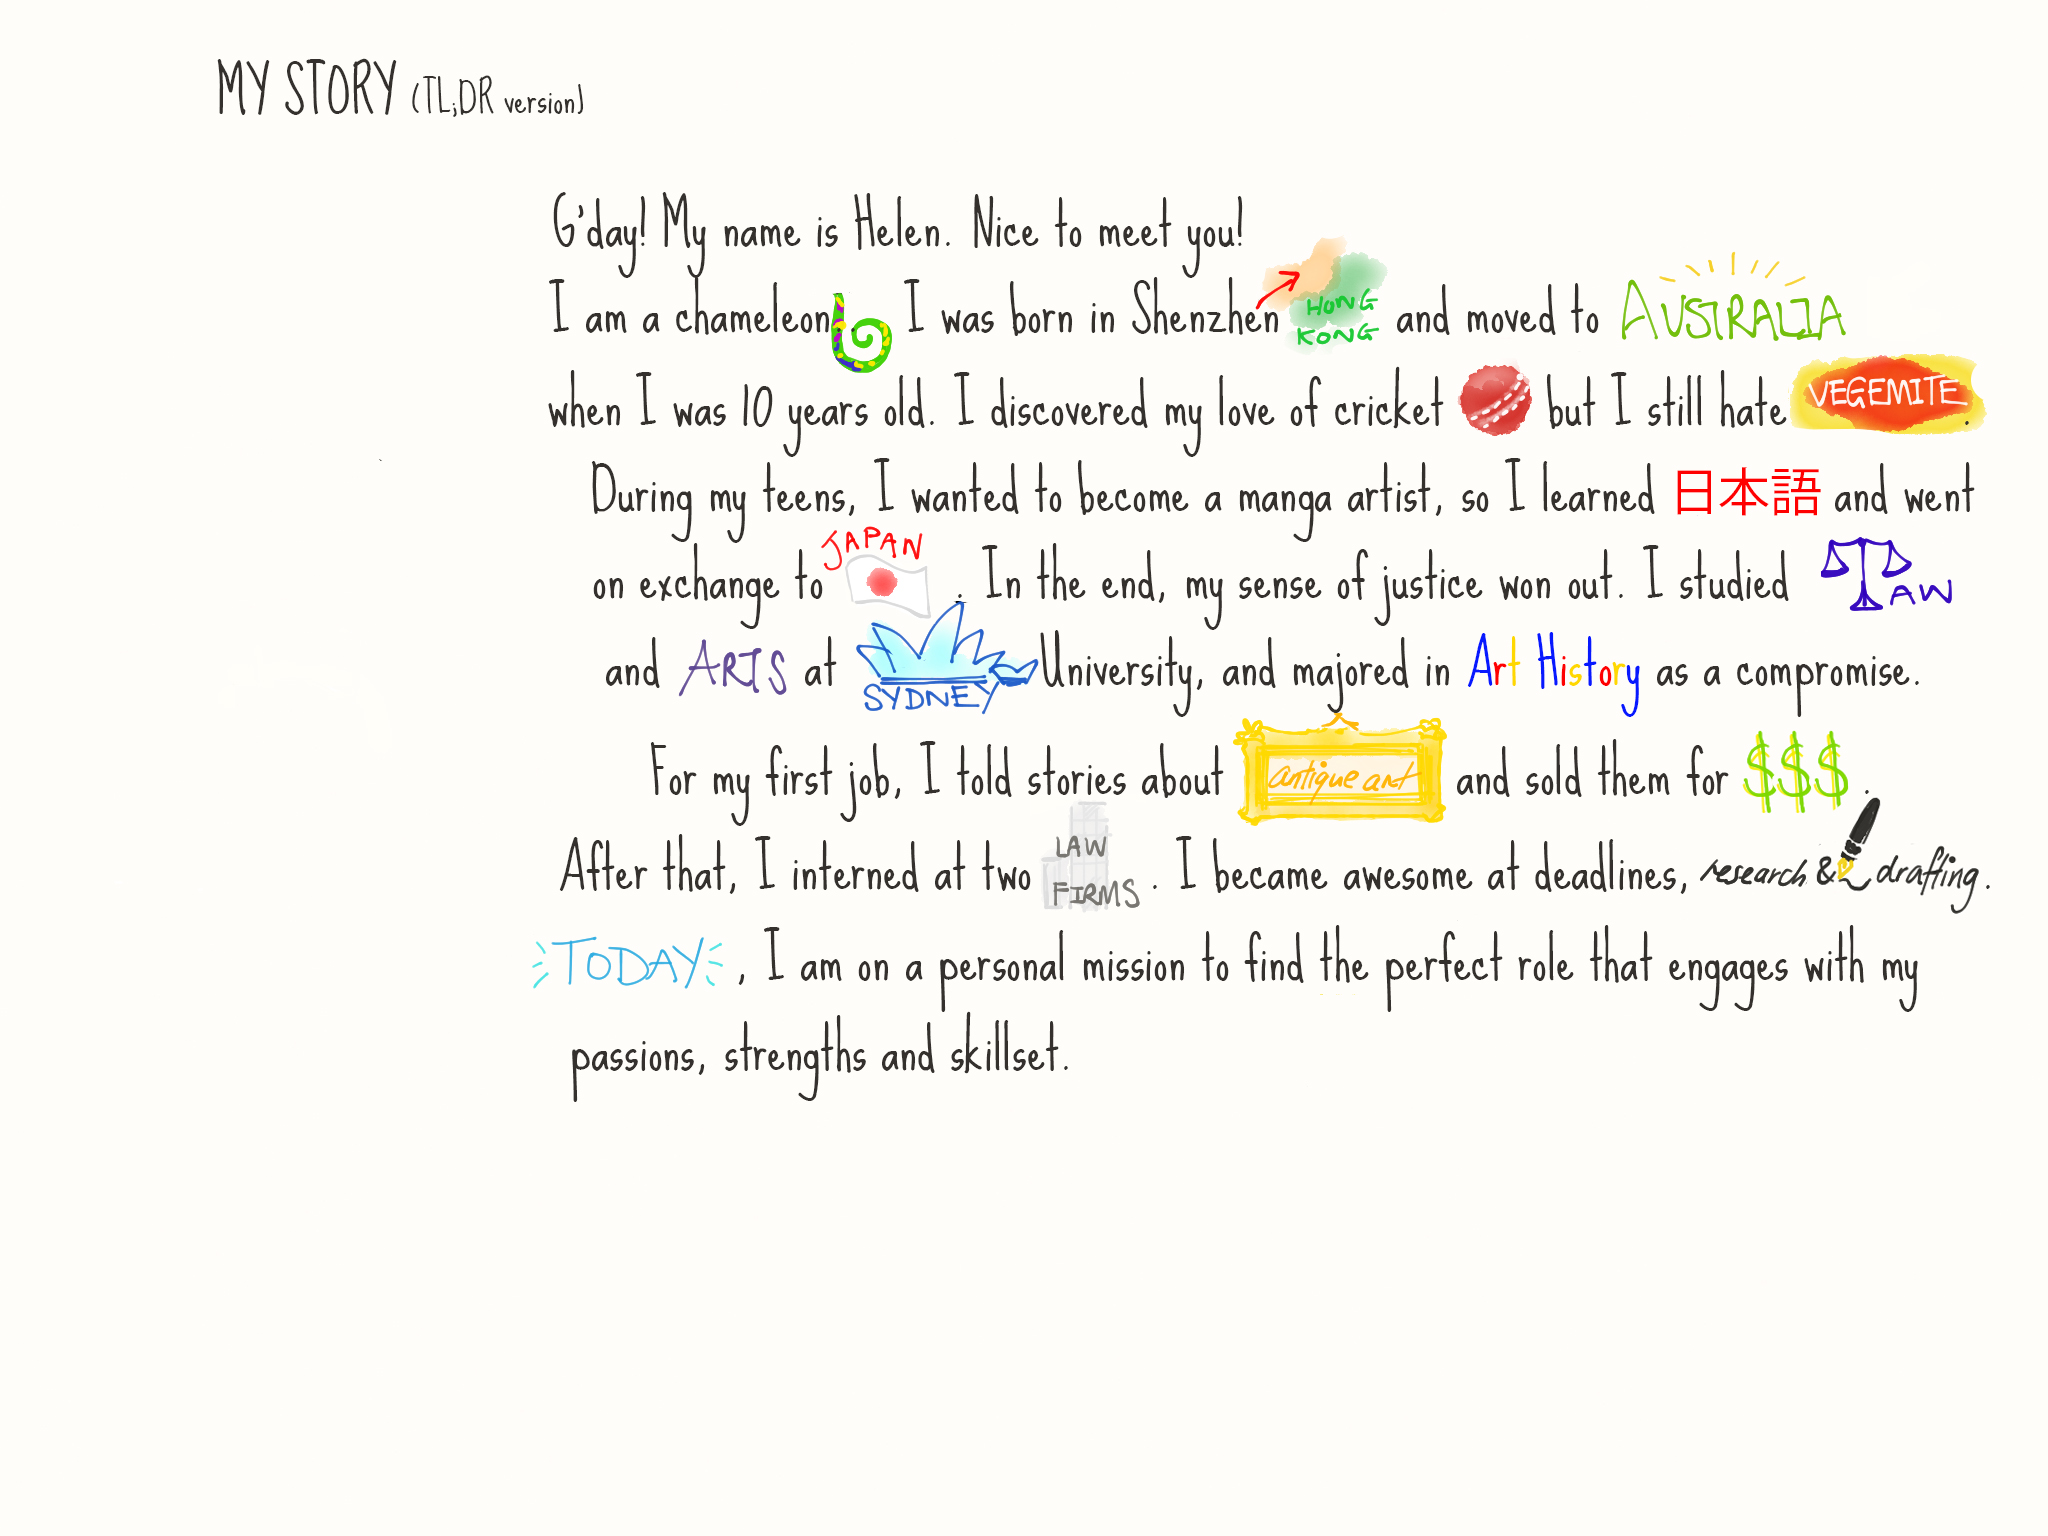 MY STORY (TL;DR version)
G'day! My name is Helen. Nice to meet you!
I am a chameleon. I was born in Shenzhen HONG KONG and moved to AUSTRALIA
when I was 10 years old. I discovered my love of cricket but I still hate VEGEMITE.
During my teens, I wanted to become a manga artist, so I learned 日本語 and went
on exchange to JAPAN. In the end, my sense of justice won out. I studied LAW
and ARTS at SYDNEY University, and majored in Art History as a compromise.
For my first job, I told stories about antique art and sold them for $$$.
After that, I interned at two LAW FIRMS. I became awesome at deadlines, research & drafting.
TODAY, I am on a personal mission to find the perfect role that engages with my
passions, strengths and skillset.